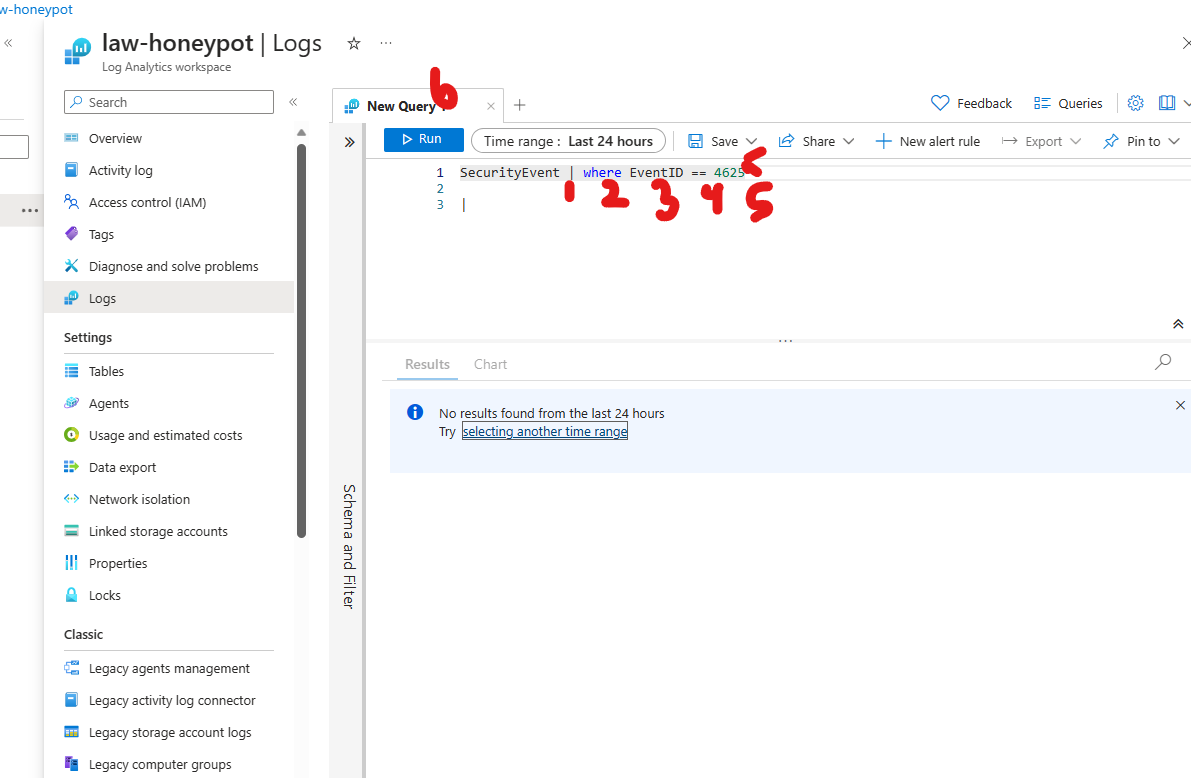 w-honeypot
law-honeypot | Logs
Log Analytics workspace
Search
Overview
Activity log
Access control (IAM)
Tags
Diagnose and solve problems
Logs
Settings
Tables
Agents
Usage and estimated costs
Data export
Network isolation
Linked storage accounts
Properties
Locks
Classic
Legacy agents management
Legacy activity log connector
Legacy storage account logs
Legacy computer groups
6
New Query
Feedback
Queries
Run
Time range : Last 24 hours
Save
Share
New alert rule
Export
Pin to
1 SecurityEvent | where EventID == 4625
2
3
1 2 3 4 5
Schema and Filter
Results
Chart
No results found from the last 24 hours
Try selecting another time range